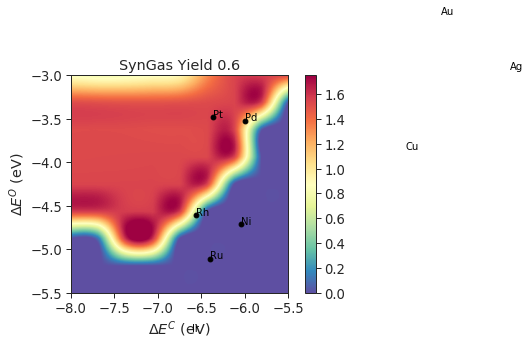 Au
SynGas Yield 0.6
Ag
−3.0
−3.5
−4.0
−4.5
−5.0
−5.5
ΔE^O (eV)
Pt
Pd
Cu
Rh
Ni
Ru
1.6
1.4
1.2
1.0
0.8
0.6
0.4
0.2
0.0
−8.0 −7.5 −7.0 −6.5 −6.0 −5.5
ΔE^C (eV)
Ir